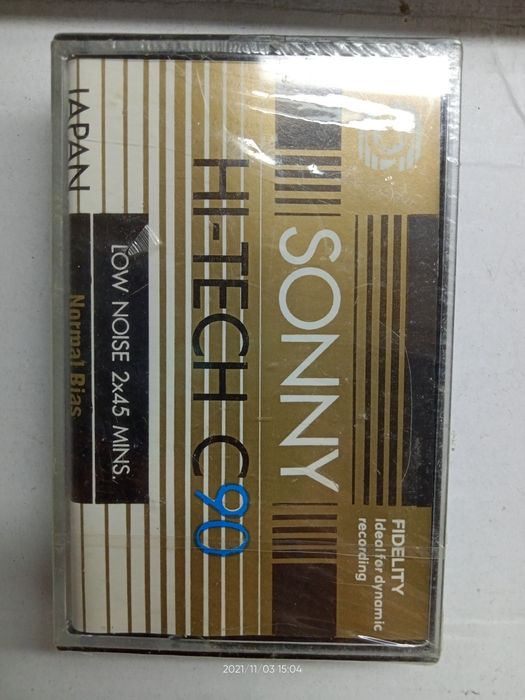 FIDELITY
Ideal for dynamic
recording
SONNY
HI-TECH C90
LOW NOISE 2x45 MINS.
Normal Bias
JAPAN
2021/11/03 15:04